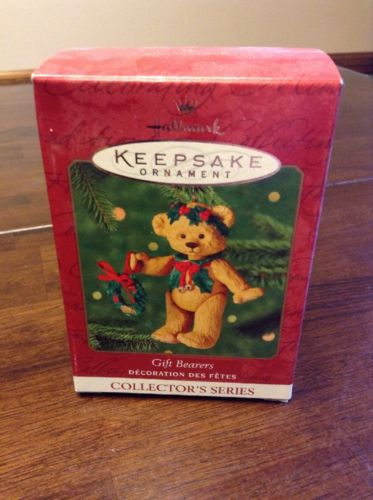 Hallmark
KEEPSAKE
ORNAMENT
Gift Bearers
DÉCORATION DES FÊTES
COLLECTOR'S SERIES